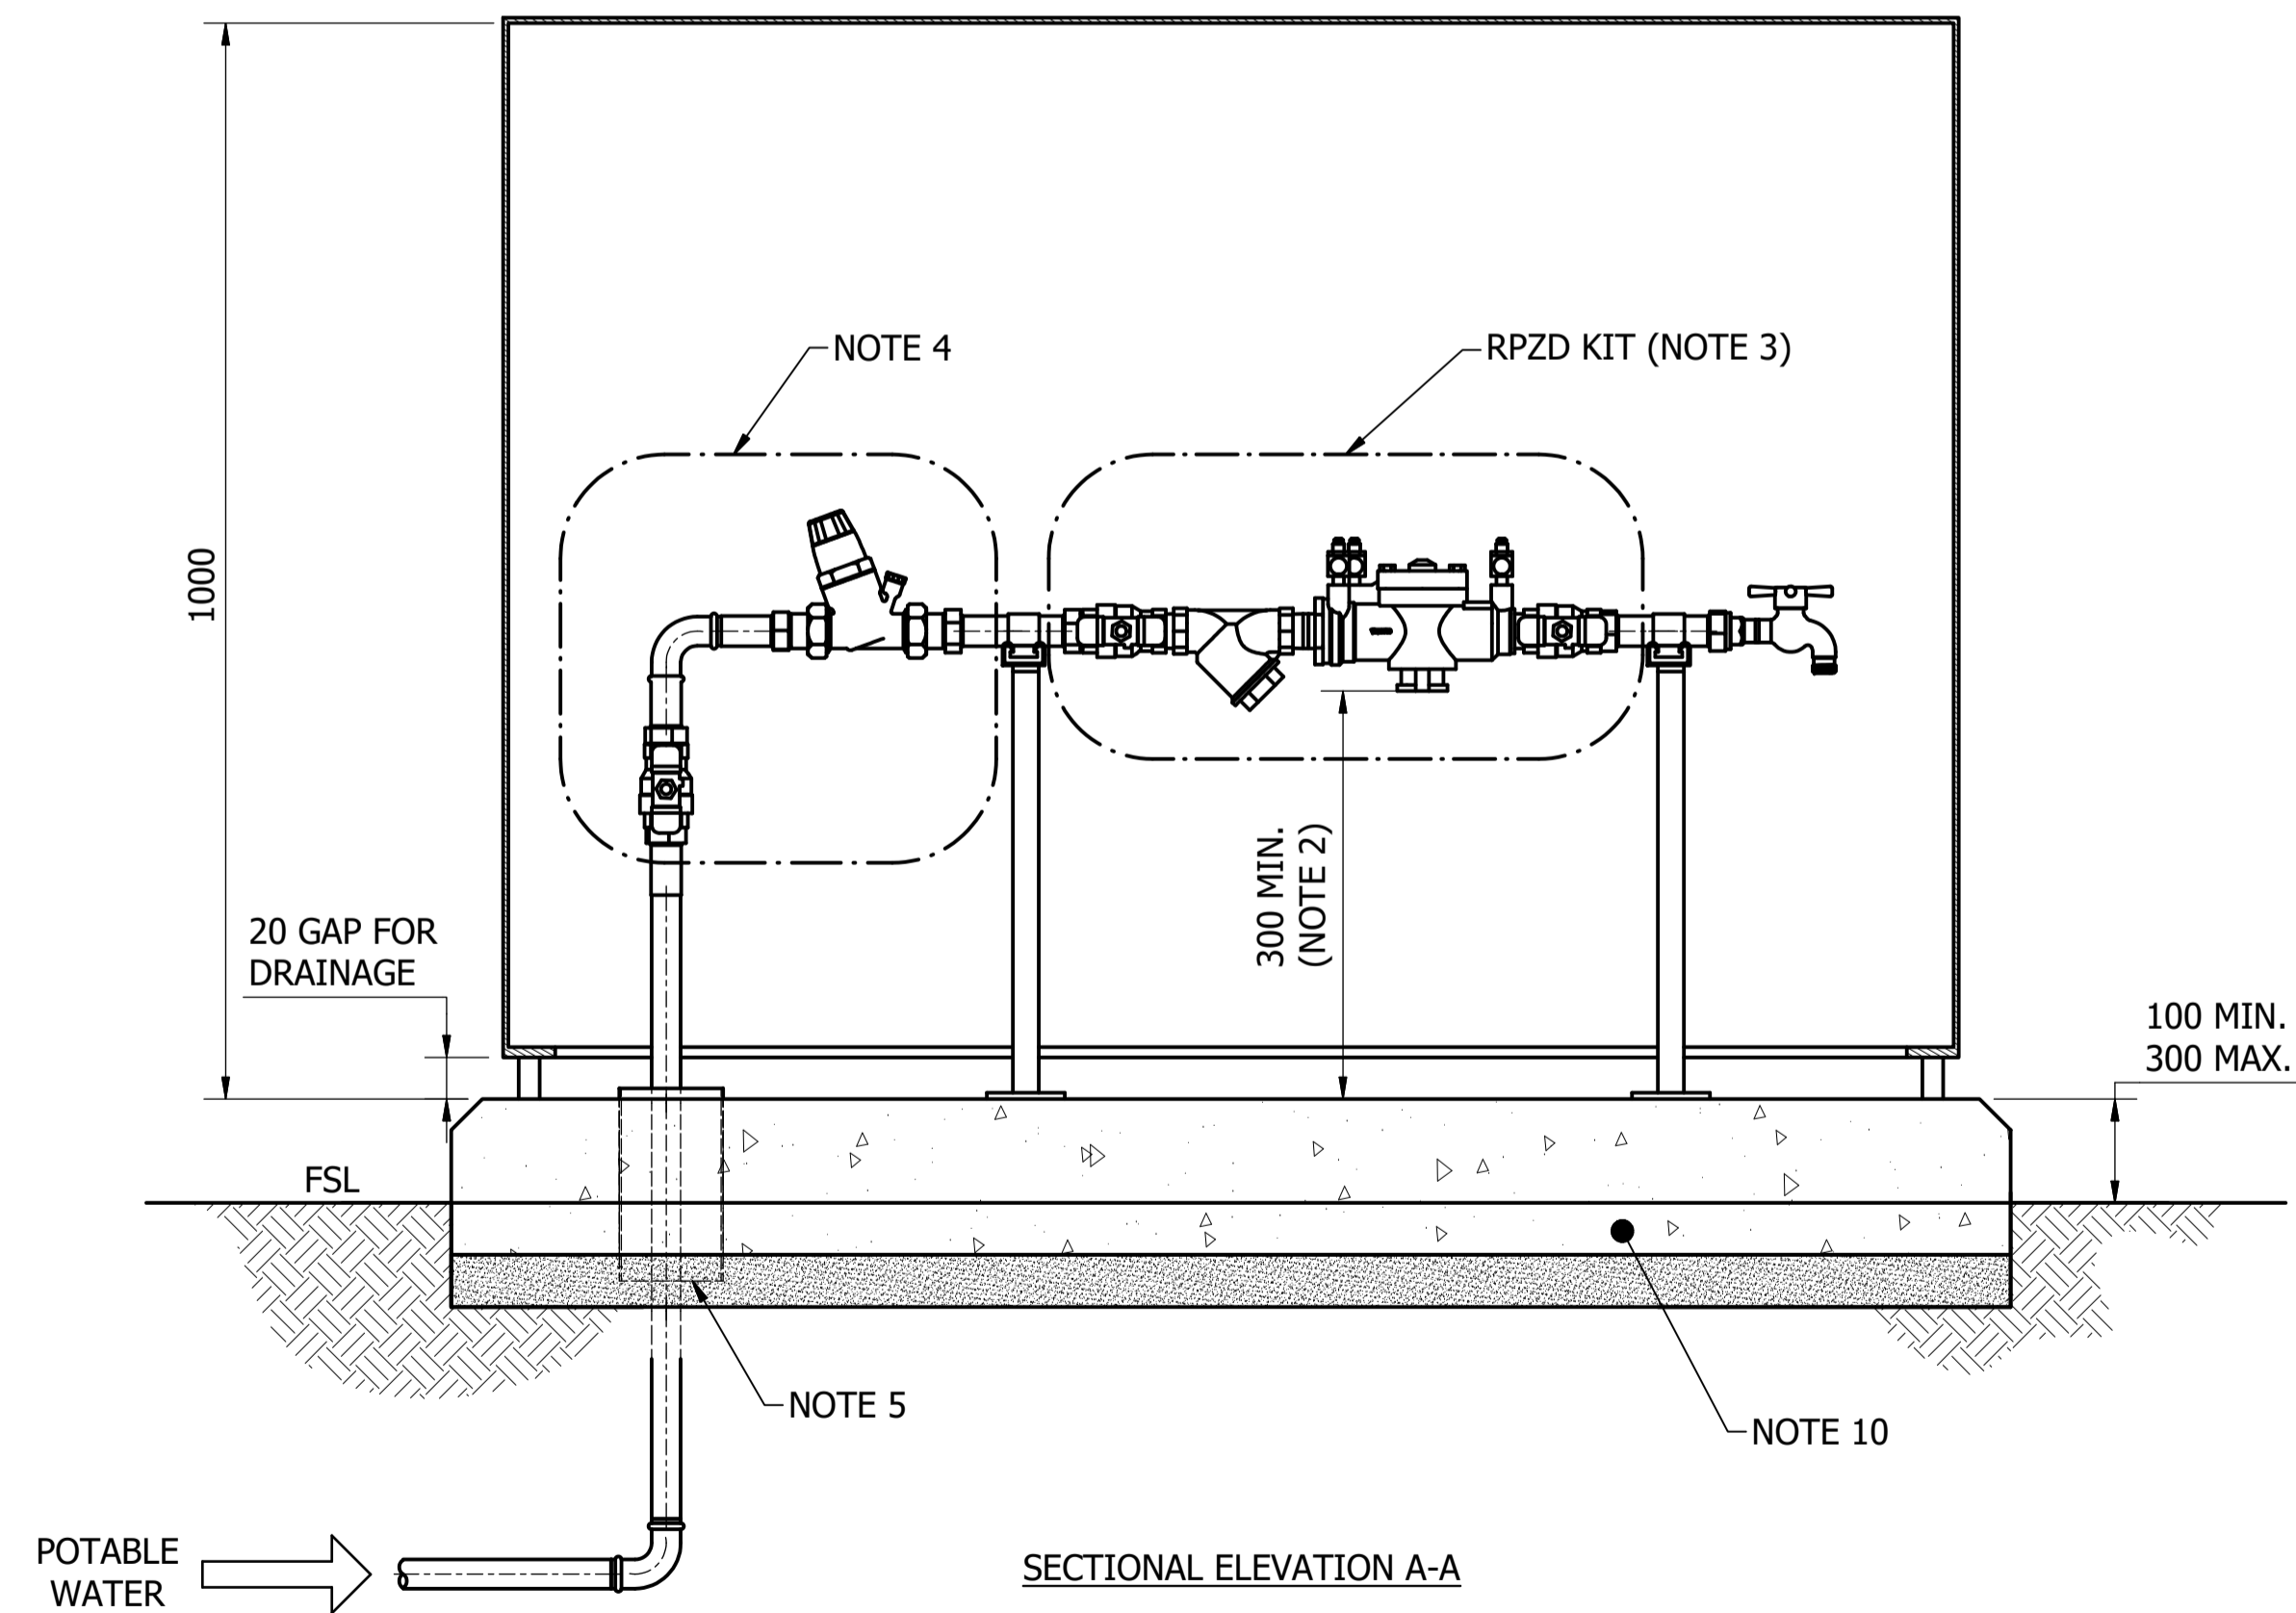 NOTE 4
RPZD KIT (NOTE 3)
1000
300 MIN.
(NOTE 2)
20 GAP FOR
DRAINAGE
100 MIN.
300 MAX.
FSL
NOTE 5
NOTE 10
POTABLE
WATER
SECTIONAL ELEVATION A-A